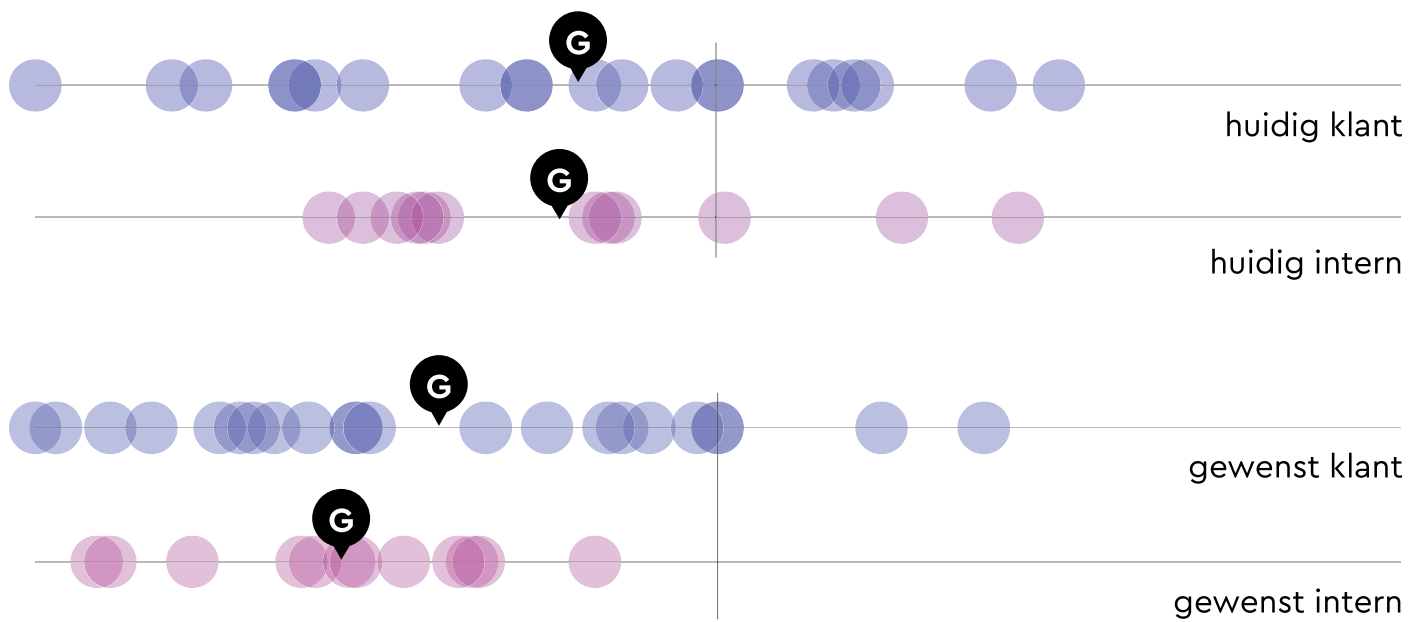 G
huidig klant
G
huidig intern
G
gewenst klant
G
gewenst intern